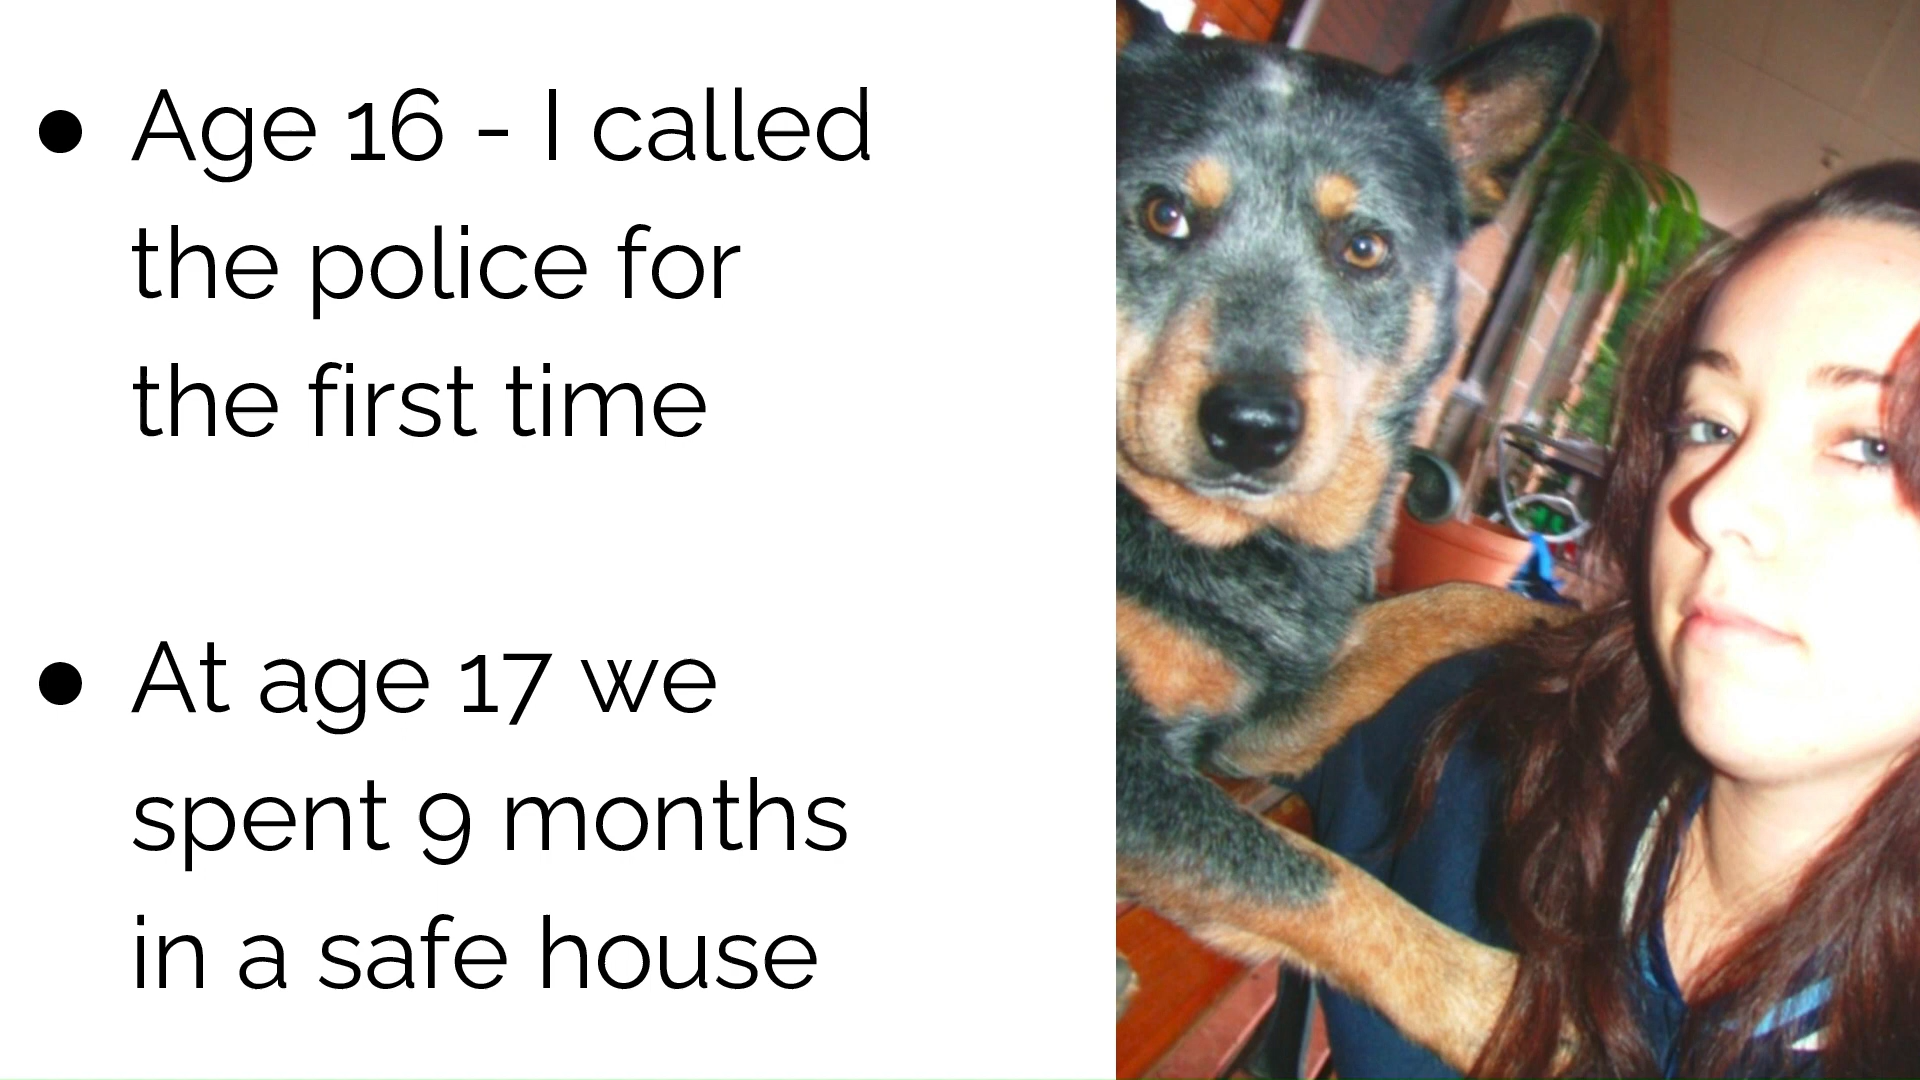 ● Age 16 - I called
the police for
the first time
● At age 17 we
spent 9 months
in a safe house